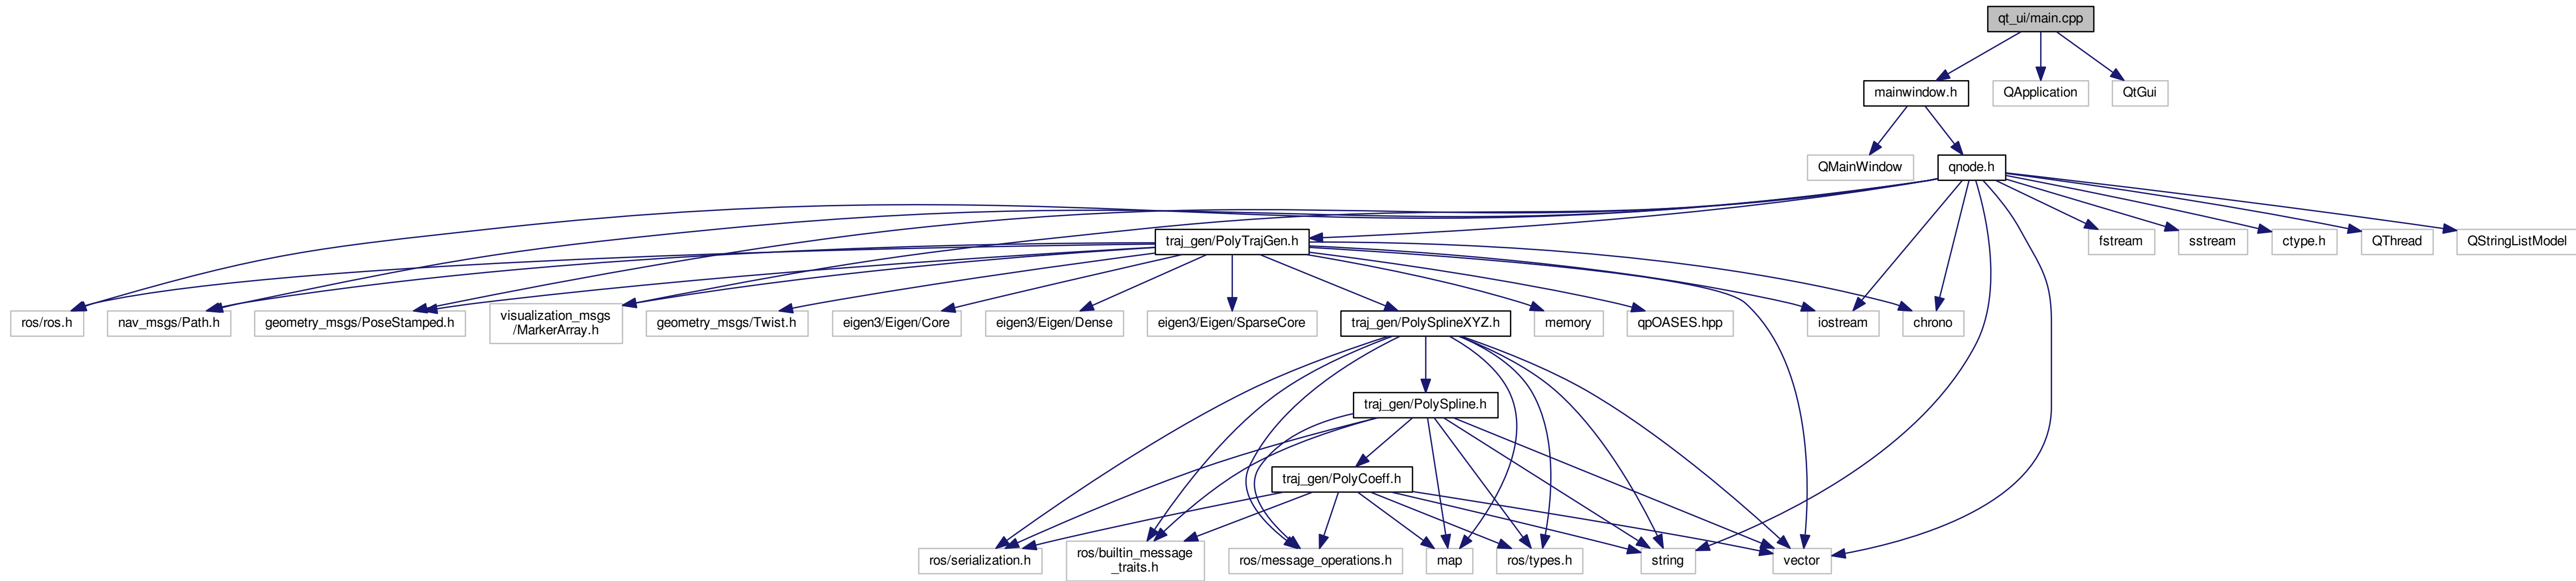 qt_ui/main.cpp
mainwindow.h
QApplication
QtGui
QMainWindow
qnode.h
traj_gen/PolyTrajGen.h
fstream
sstream
ctype.h
QThread
QStringListModel
ros/ros.h
nav_msgs/Path.h
geometry_msgs/PoseStamped.h
visualization_msgs
/MarkerArray.h
geometry_msgs/Twist.h
eigen3/Eigen/Core
eigen3/Eigen/Dense
eigen3/Eigen/SparseCore
traj_gen/PolySplineXYZ.h
memory
qpOASES.hpp
iostream
chrono
traj_gen/PolySpline.h
traj_gen/PolyCoeff.h
ros/serialization.h
ros/builtin_message
_traits.h
ros/message_operations.h
map
ros/types.h
string
vector